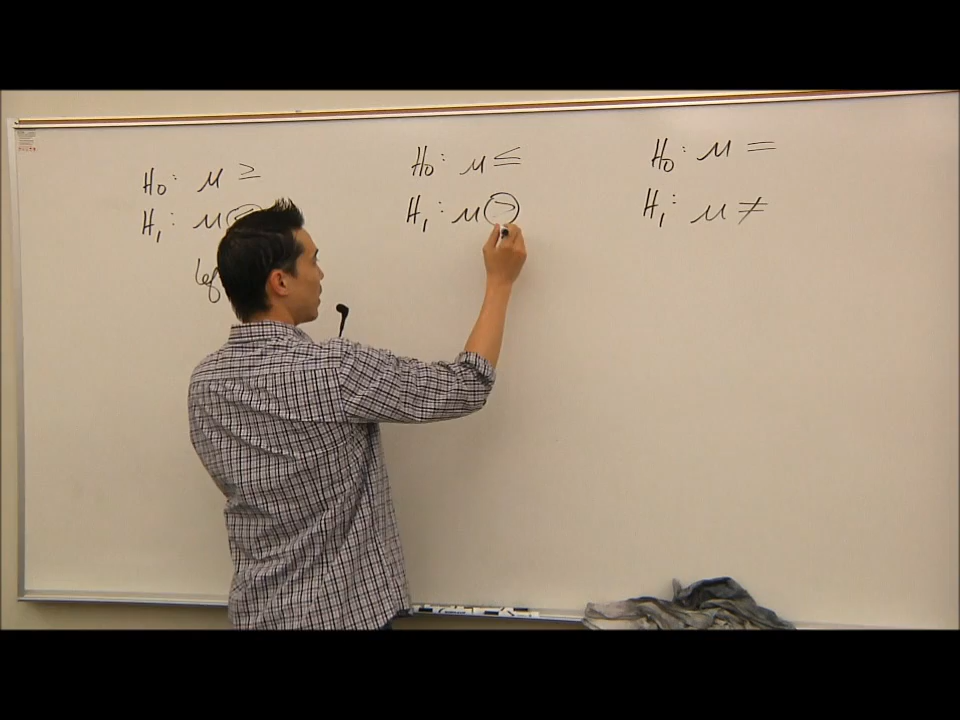 H₀: μ ≥
H₁: μ
H₀: μ ≤
H₁: μ >
H₀: μ =
H₁: μ ≠